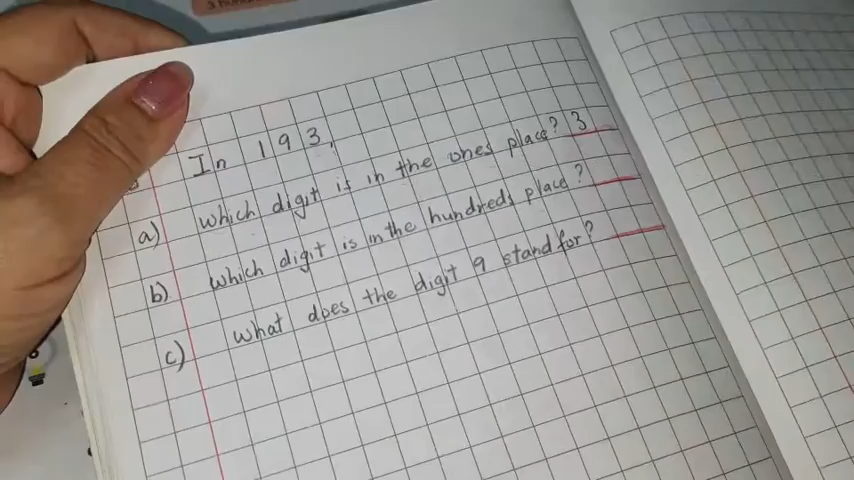 In 193,
a) which digit is in the ones place? 3
b) which digit is in the hundreds place?
c) what does the digit 9 stand for?